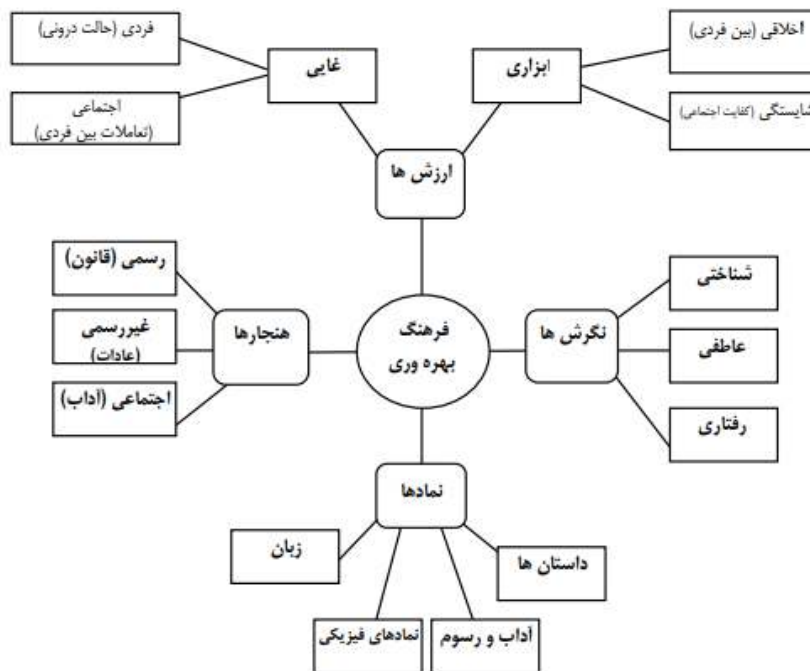 اخلاقی (بین فردی)
فردی (حالت درونی)
ابزاری
غایی
شایستگی (کفایت اجتماعی)
اجتماعی
(تعاملات بین فردی)
ارزش ها
شناختی
رسمی (قانون)
نگرش ها
فرهنگ
بهره وری
هنجارها
عاطفی
غیررسمی
(عادات)
رفتاری
اجتماعی (آداب)
نمادها
داستان ها
زبان
آداب و رسوم
نمادهای فیزیکی